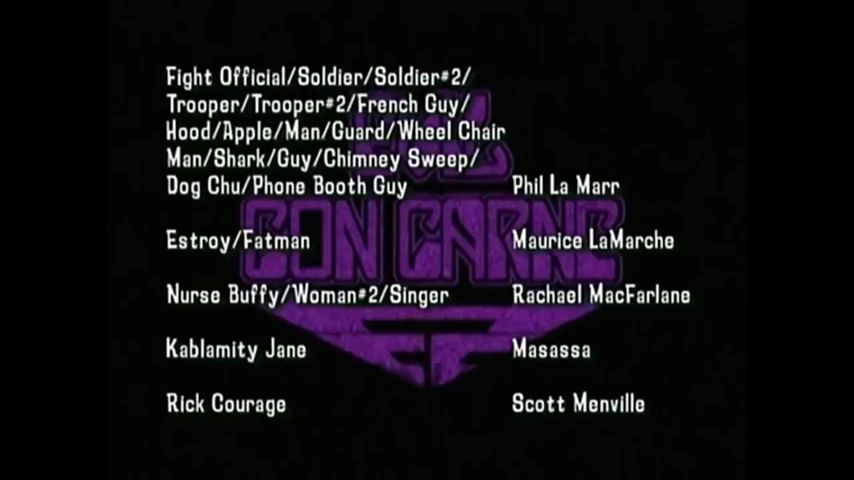 Fight Official/Soldier/Soldier#2/
Trooper/Trooper#2/French Guy/
Hood/Apple/Man/Guard/Wheel Chair
Man/Shark/Guy/Chimney Sweep/
Dog Chu/Phone Booth Guy Phil La Marr
Estroy/Fatman Maurice LaMarche
Nurse Buffy/Woman#2/Singer Rachael MacFarlane
Kablamity Jane Masassa
Rick Courage Scott Menville
EVIL
CON CARNE